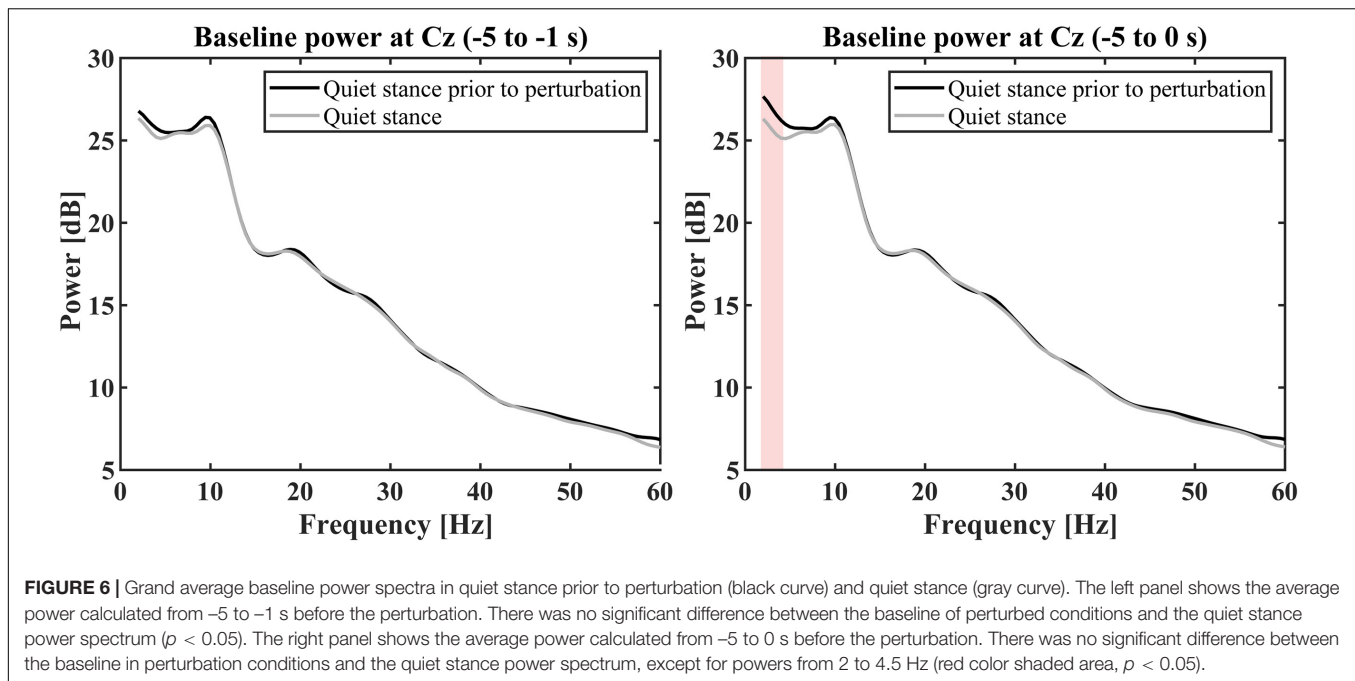 Baseline power at Cz (-5 to -1 s)
30
25
20
15
10
5
Power [dB]
Quiet stance prior to perturbation
Quiet stance
0 10 20 30 40 50 60
Frequency [Hz]
Baseline power at Cz (-5 to 0 s)
30
25
20
15
10
5
Power [dB]
Quiet stance prior to perturbation
Quiet stance
0 10 20 30 40 50 60
Frequency [Hz]
FIGURE 6 | Grand average baseline power spectra in quiet stance prior to perturbation (black curve) and quiet stance (gray curve). The left panel shows the average
power calculated from –5 to –1 s before the perturbation. There was no significant difference between the baseline of perturbed conditions and the quiet stance
power spectrum (p < 0.05). The right panel shows the average power calculated from –5 to 0 s before the perturbation. There was no significant difference between
the baseline in perturbation conditions and the quiet stance power spectrum, except for powers from 2 to 4.5 Hz (red color shaded area, p < 0.05).